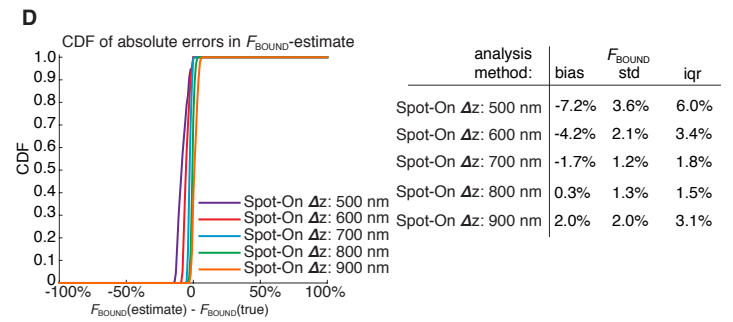 D
CDF of absolute errors in F_BOUND-estimate
1.0
0.9
0.8
0.7
0.6
0.5
0.4
0.3
0.2
0.1
0
CDF
-100% -50% 0 50% 100%
F_BOUND(estimate) - F_BOUND(true)
Spot-On Δz: 500 nm
Spot-On Δz: 600 nm
Spot-On Δz: 700 nm
Spot-On Δz: 800 nm
Spot-On Δz: 900 nm
analysis method: F_BOUND
bias std iqr
Spot-On Δz: 500 nm -7.2% 3.6% 6.0%
Spot-On Δz: 600 nm -4.2% 2.1% 3.4%
Spot-On Δz: 700 nm -1.7% 1.2% 1.8%
Spot-On Δz: 800 nm 0.3% 1.3% 1.5%
Spot-On Δz: 900 nm 2.0% 2.0% 3.1%